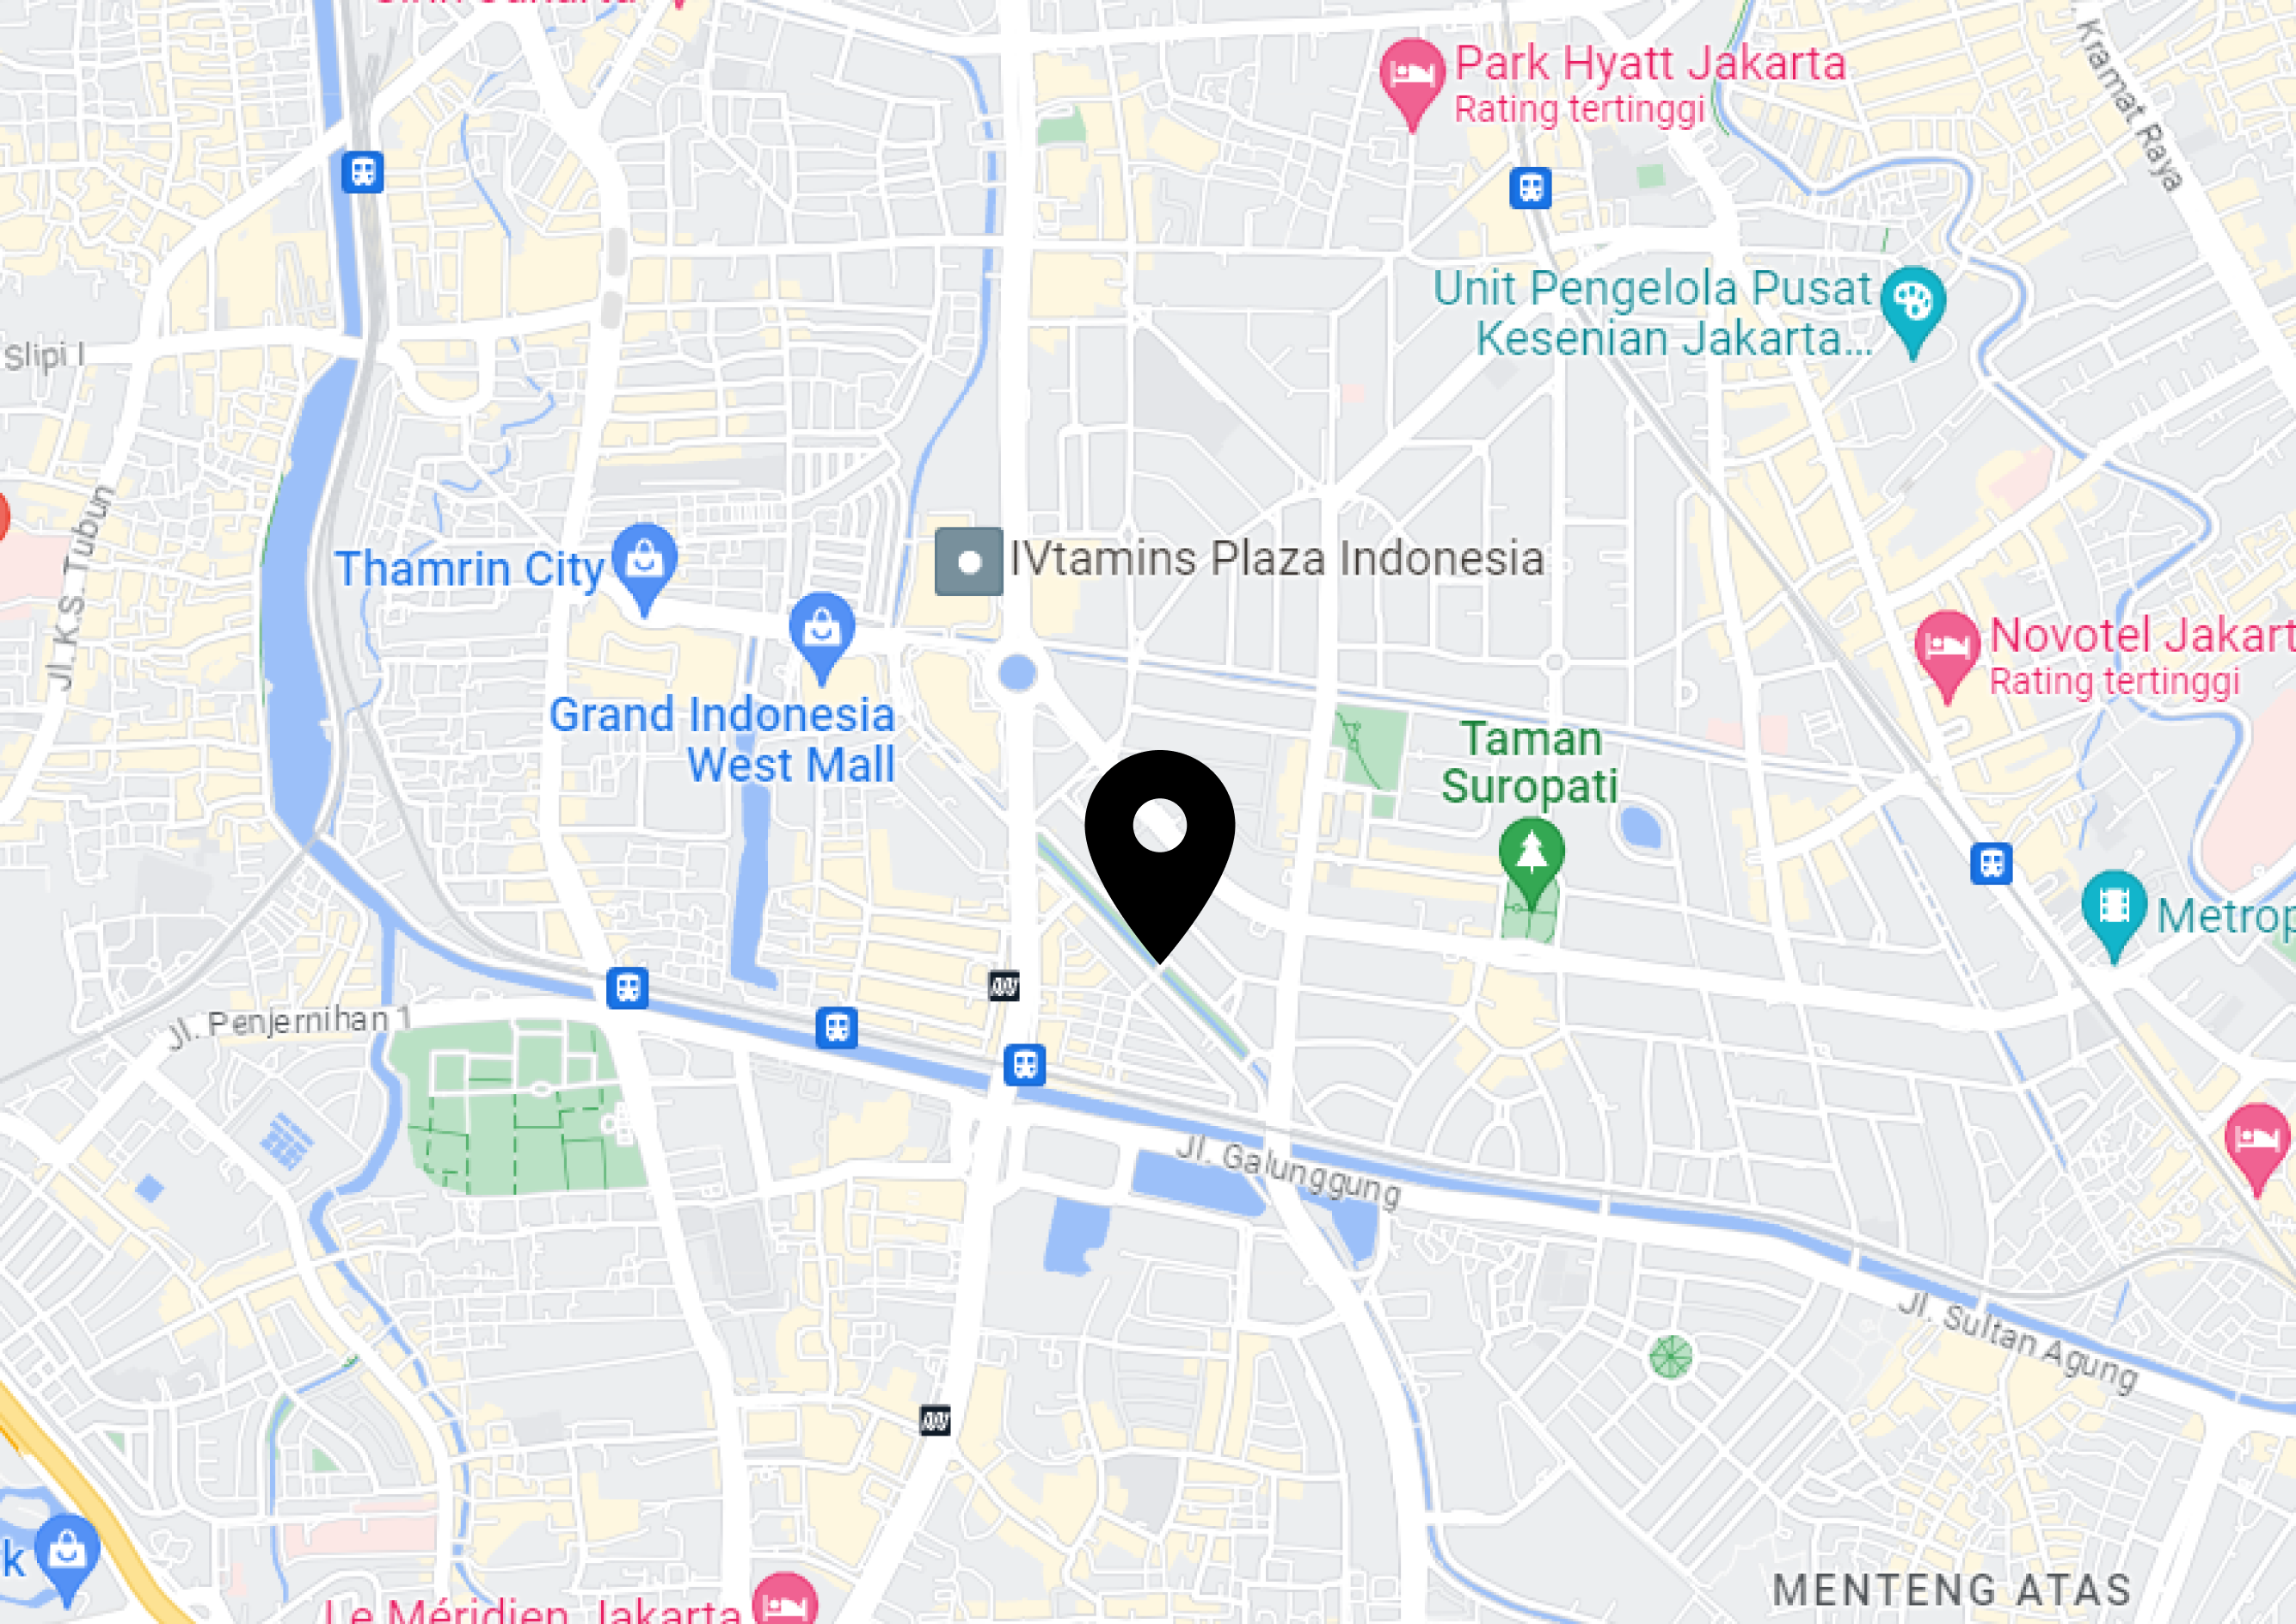 Park Hyatt Jakarta
Rating tertinggi
Kramat Raya
Unit Pengelola Pusat
Kesenian Jakarta...
Slipi I
Jl. K.S. Tubun
Thamrin City
IVtamins Plaza Indonesia
Novotel Jakart
Rating tertinggi
Grand Indonesia
West Mall
Taman
Suropati
Metrop
Jl. Penjernihan 1
Jl. Galunggung
Jl. Sultan Agung
k
MENTENG ATAS
Le Méridien Jakarta